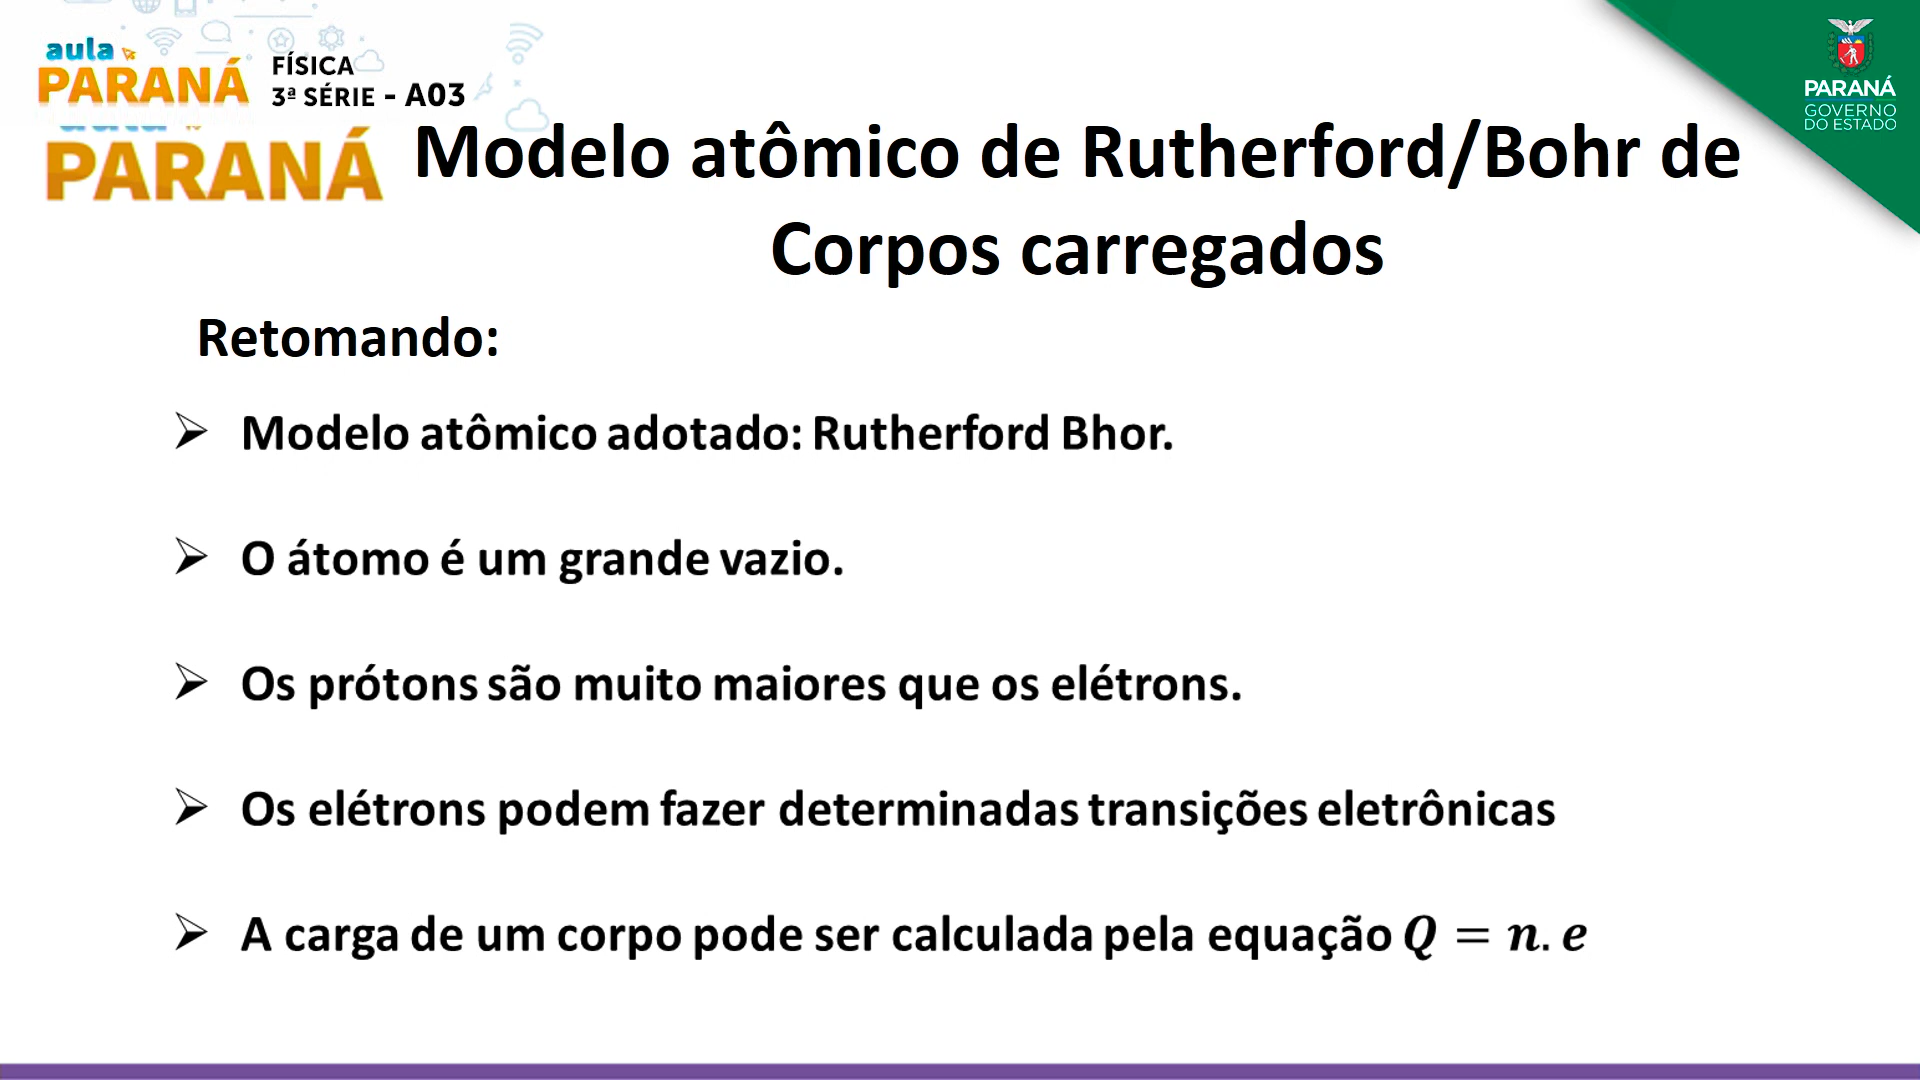 aula
PARANÁ
FÍSICA
3ª SÉRIE - A03
PARANÁ
GOVERNO
DO ESTADO
aula
PARANÁ
Modelo atômico de Rutherford/Bohr de
Corpos carregados
Retomando:
➢ Modelo atômico adotado: Rutherford Bhor.
➢ O átomo é um grande vazio.
➢ Os prótons são muito maiores que os elétrons.
➢ Os elétrons podem fazer determinadas transições eletrônicas
➢ A carga de um corpo pode ser calculada pela equação Q = n. e